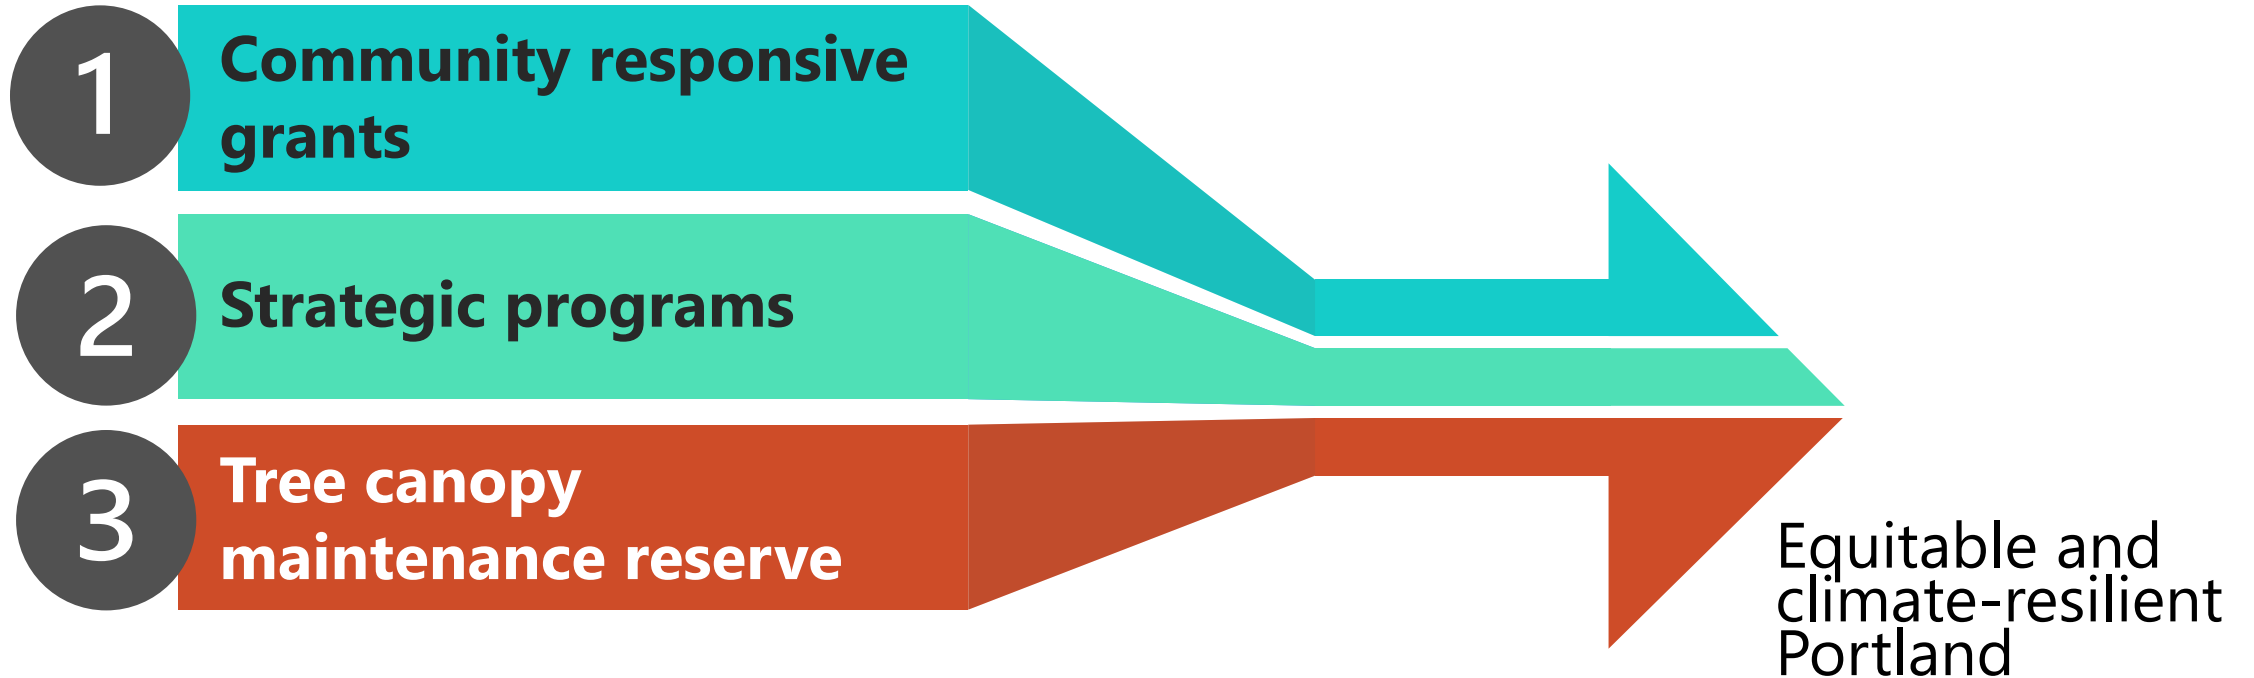 1
Community responsive
grants
2
Strategic programs
3
Tree canopy
maintenance reserve
Equitable and
climate-resilient
Portland